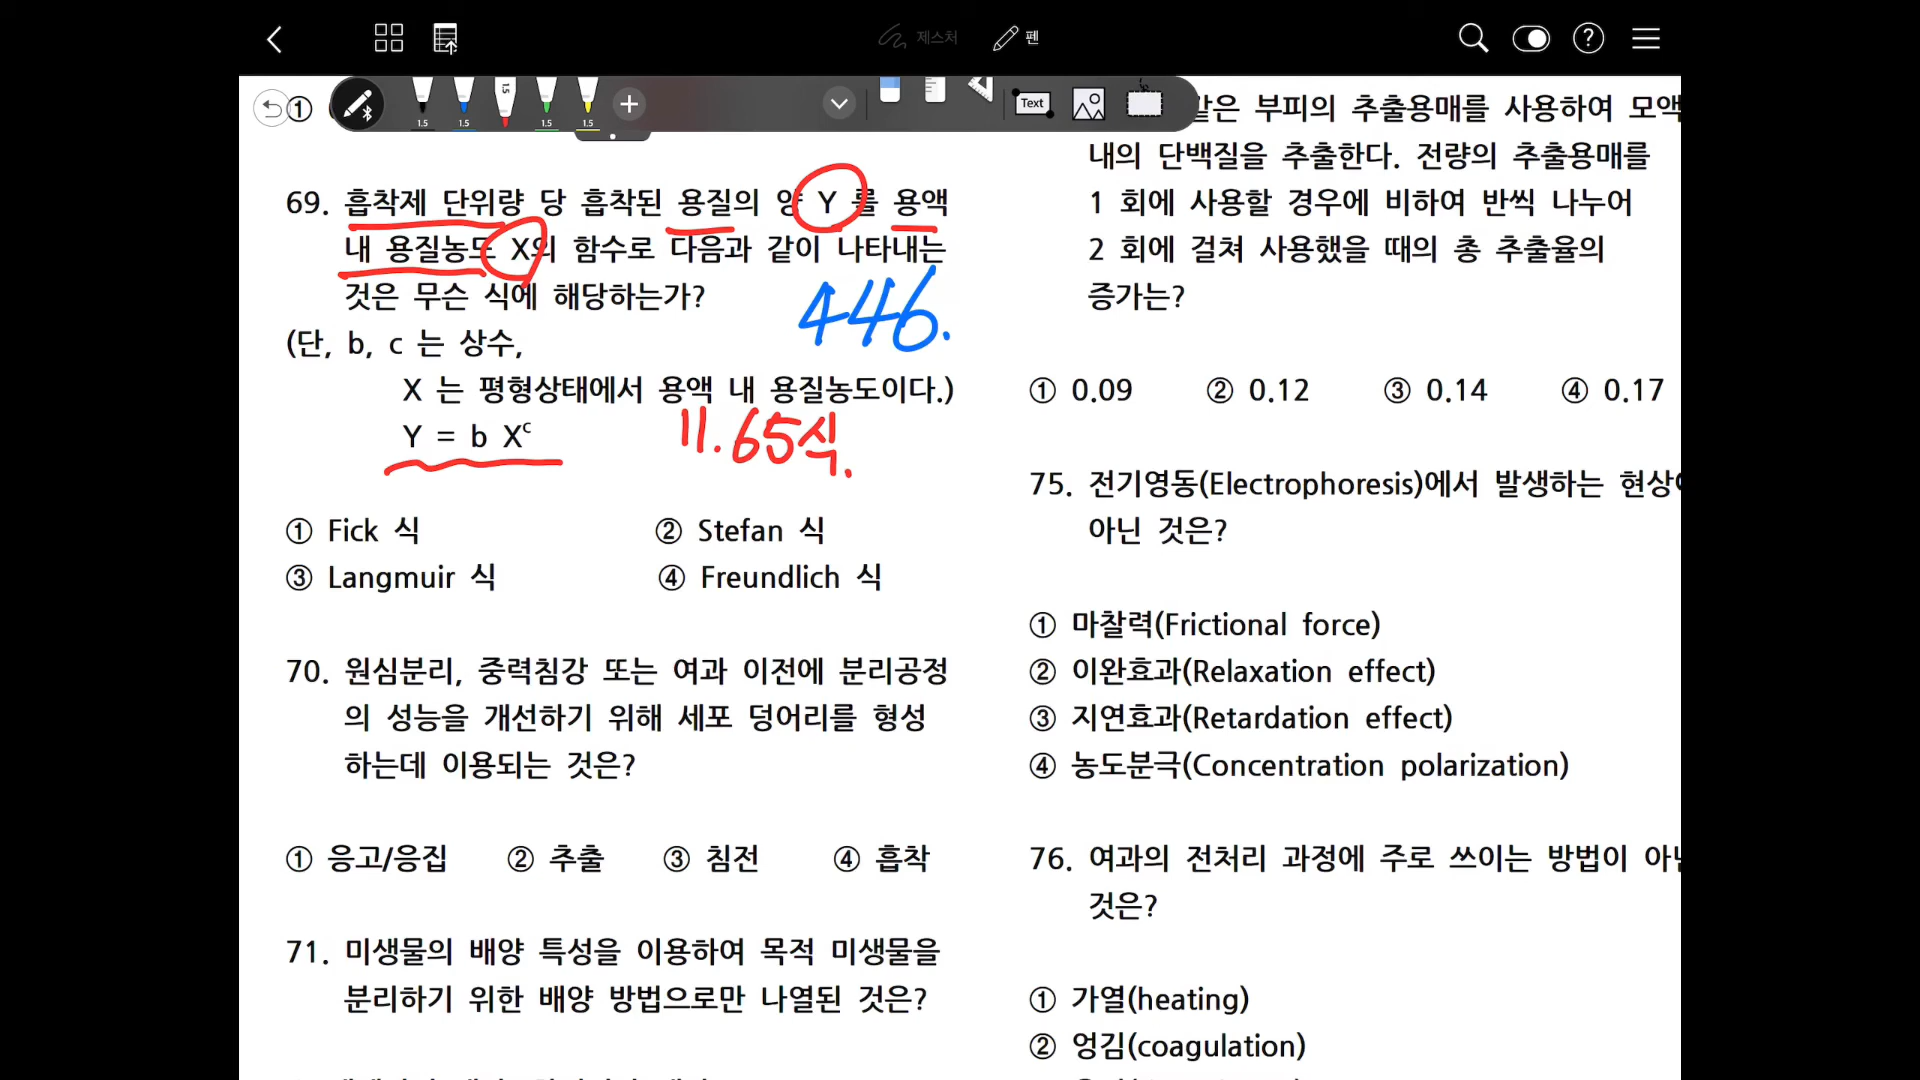 제스처
펜
1.5
1.5
1.5
1.5
1.5
Text
①
69. 흡착제 단위량 당 흡착된 용질의 양 Y 를 용액
내 용질농도 X의 함수로 다음과 같이 나타내는
것은 무슨 식에 해당하는가?
446.
(단, b, c 는 상수,
X 는 평형상태에서 용액 내 용질농도이다.)
Y = b Xᶜ
11.65식.
① Fick 식
② Stefan 식
③ Langmuir 식
④ Freundlich 식
70. 원심분리, 중력침강 또는 여과 이전에 분리공정
의 성능을 개선하기 위해 세포 덩어리를 형성
하는데 이용되는 것은?
① 응고/응집 ② 추출 ③ 침전 ④ 흡착
71. 미생물의 배양 특성을 이용하여 목적 미생물을
분리하기 위한 배양 방법으로만 나열된 것은?
같은 부피의 추출용매를 사용하여 모액
내의 단백질을 추출한다. 전량의 추출용매를
1 회에 사용할 경우에 비하여 반씩 나누어
2 회에 걸쳐 사용했을 때의 총 추출율의
증가는?
① 0.09 ② 0.12 ③ 0.14 ④ 0.17
75. 전기영동(Electrophoresis)에서 발생하는 현상이
아닌 것은?
① 마찰력(Frictional force)
② 이완효과(Relaxation effect)
③ 지연효과(Retardation effect)
④ 농도분극(Concentration polarization)
76. 여과의 전처리 과정에 주로 쓰이는 방법이 아닌
것은?
① 가열(heating)
② 엉김(coagulation)